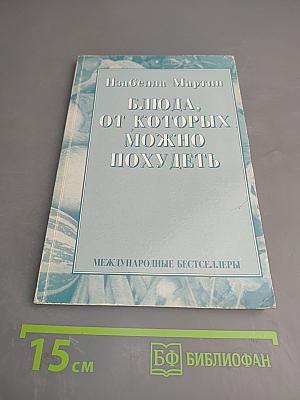 Изабелла Мартин
БЛЮДА,
ОТ КОТОРЫХ
МОЖНО
ПОХУДЕТЬ
МЕЖДУНАРОДНЫЕ БЕСТСЕЛЛЕРЫ
15 см
БФ БИБЛИОФАН